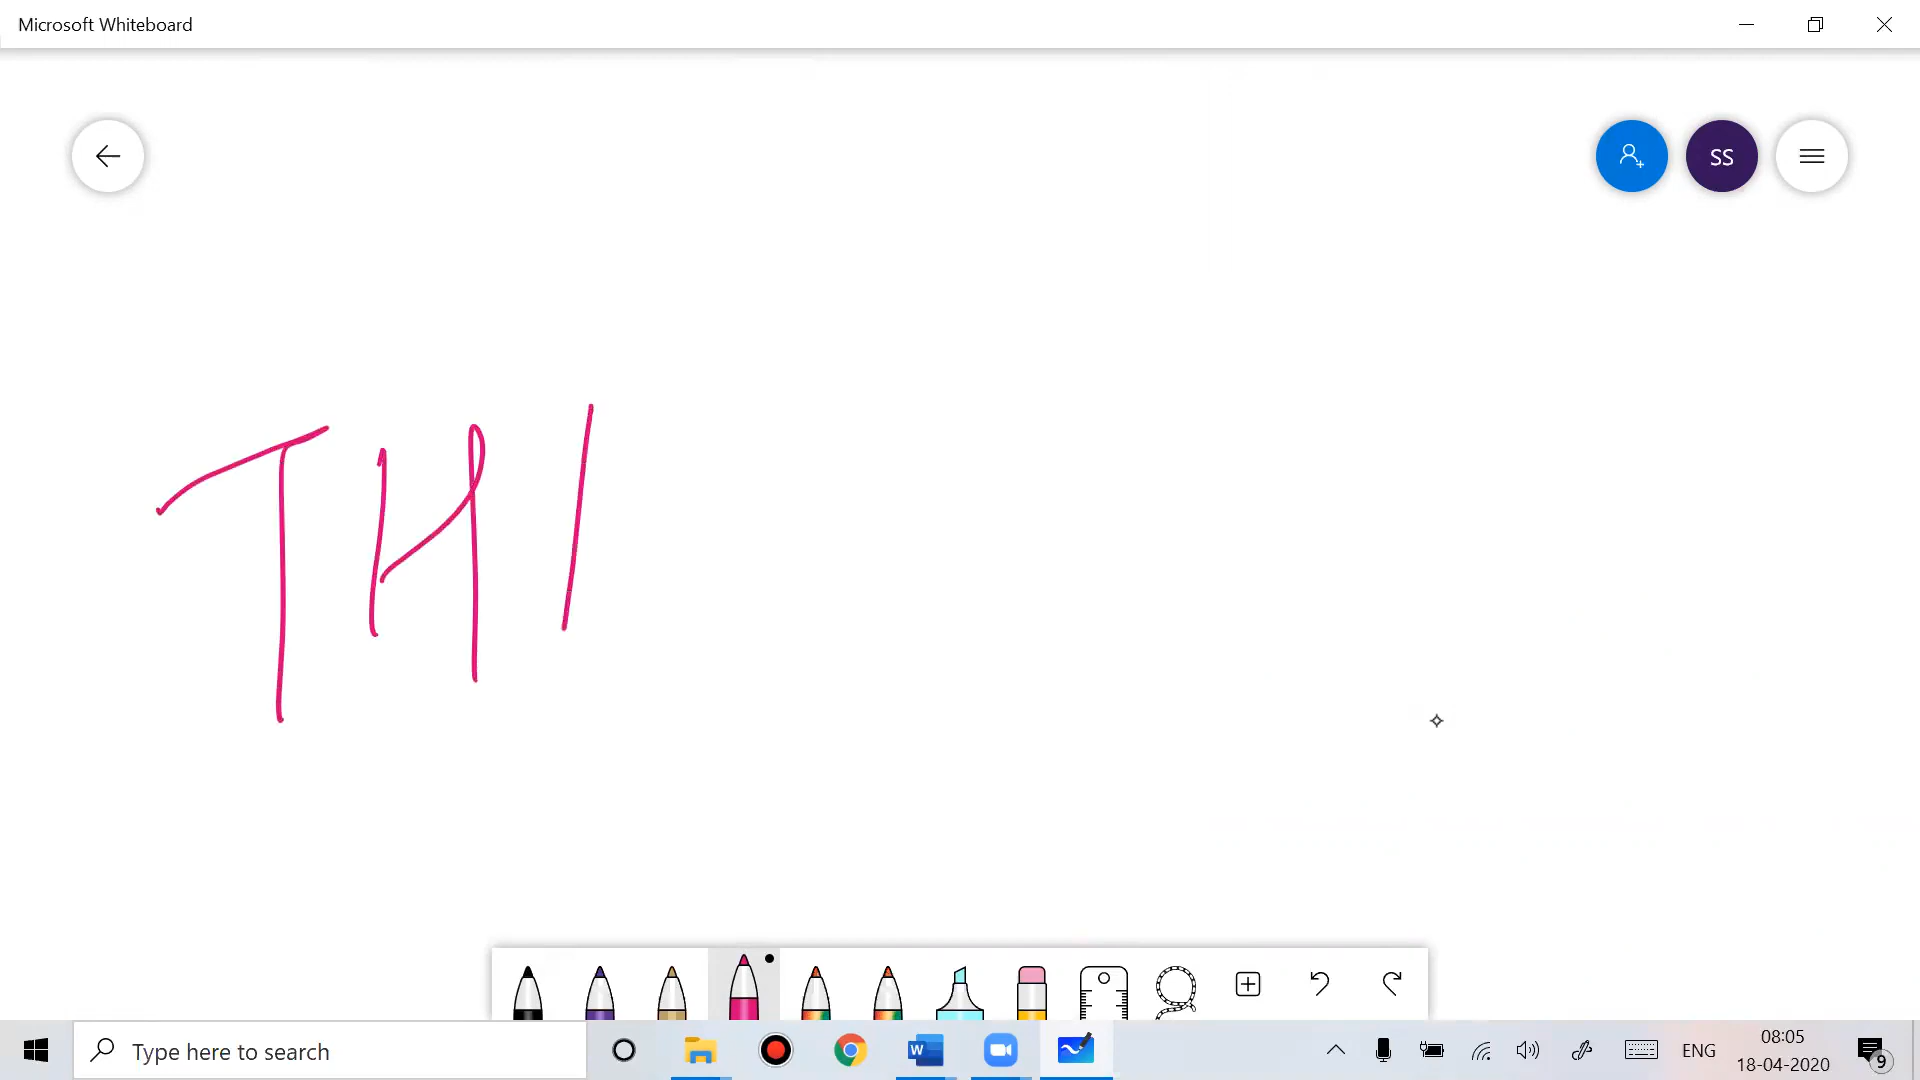 Microsoft Whiteboard
SS
THI
Type here to search
W
ENG
08:05
18-04-2020
9